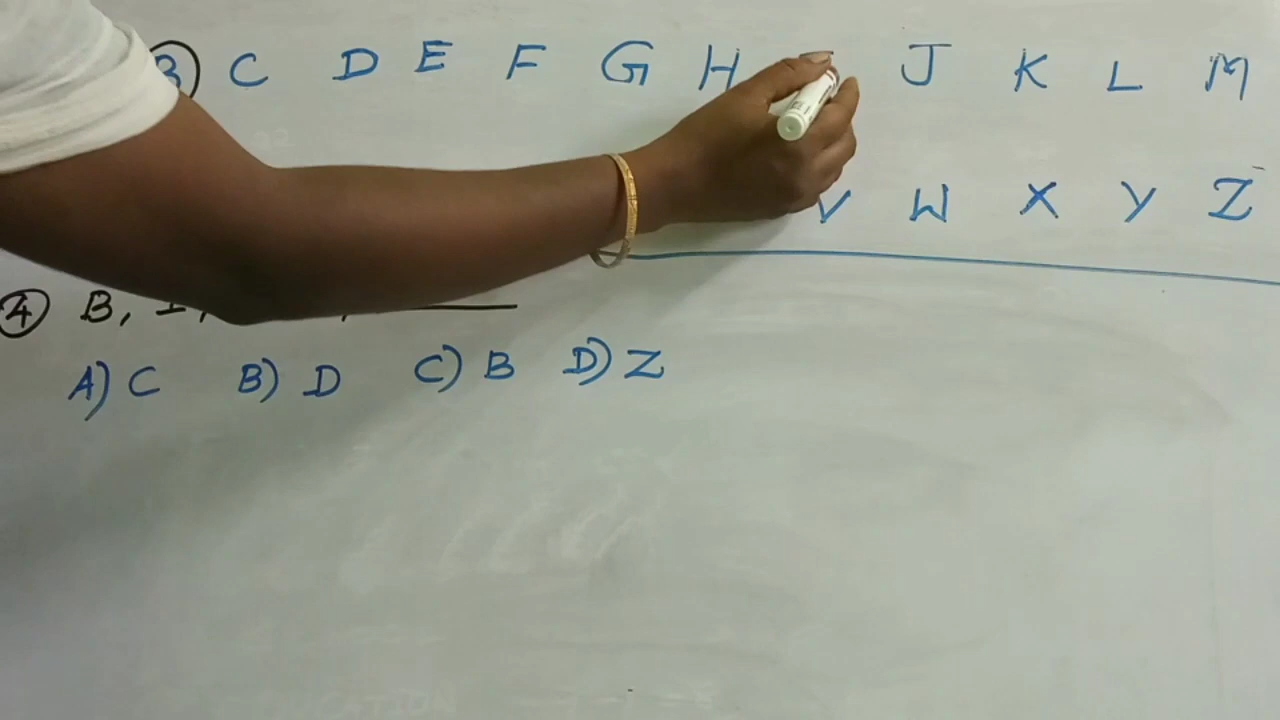 B C D E F G H J K L M
V W X Y Z
④ B, I,
A) C B) D C) B D) Z